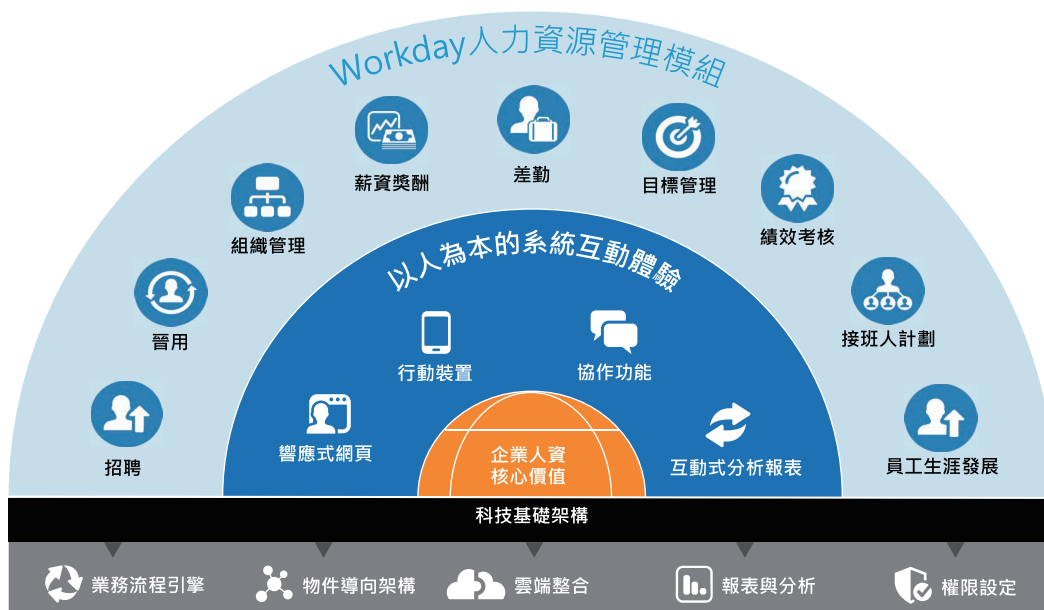 Workday人力資源管理模組
招聘
晉用
組織管理
薪資獎酬
差勤
目標管理
績效考核
接班人計劃
員工生涯發展
以人為本的系統互動體驗
響應式網頁
行動裝置
協作功能
互動式分析報表
企業人資
核心價值
科技基礎架構
業務流程引擎
物件導向架構
雲端整合
報表與分析
權限設定